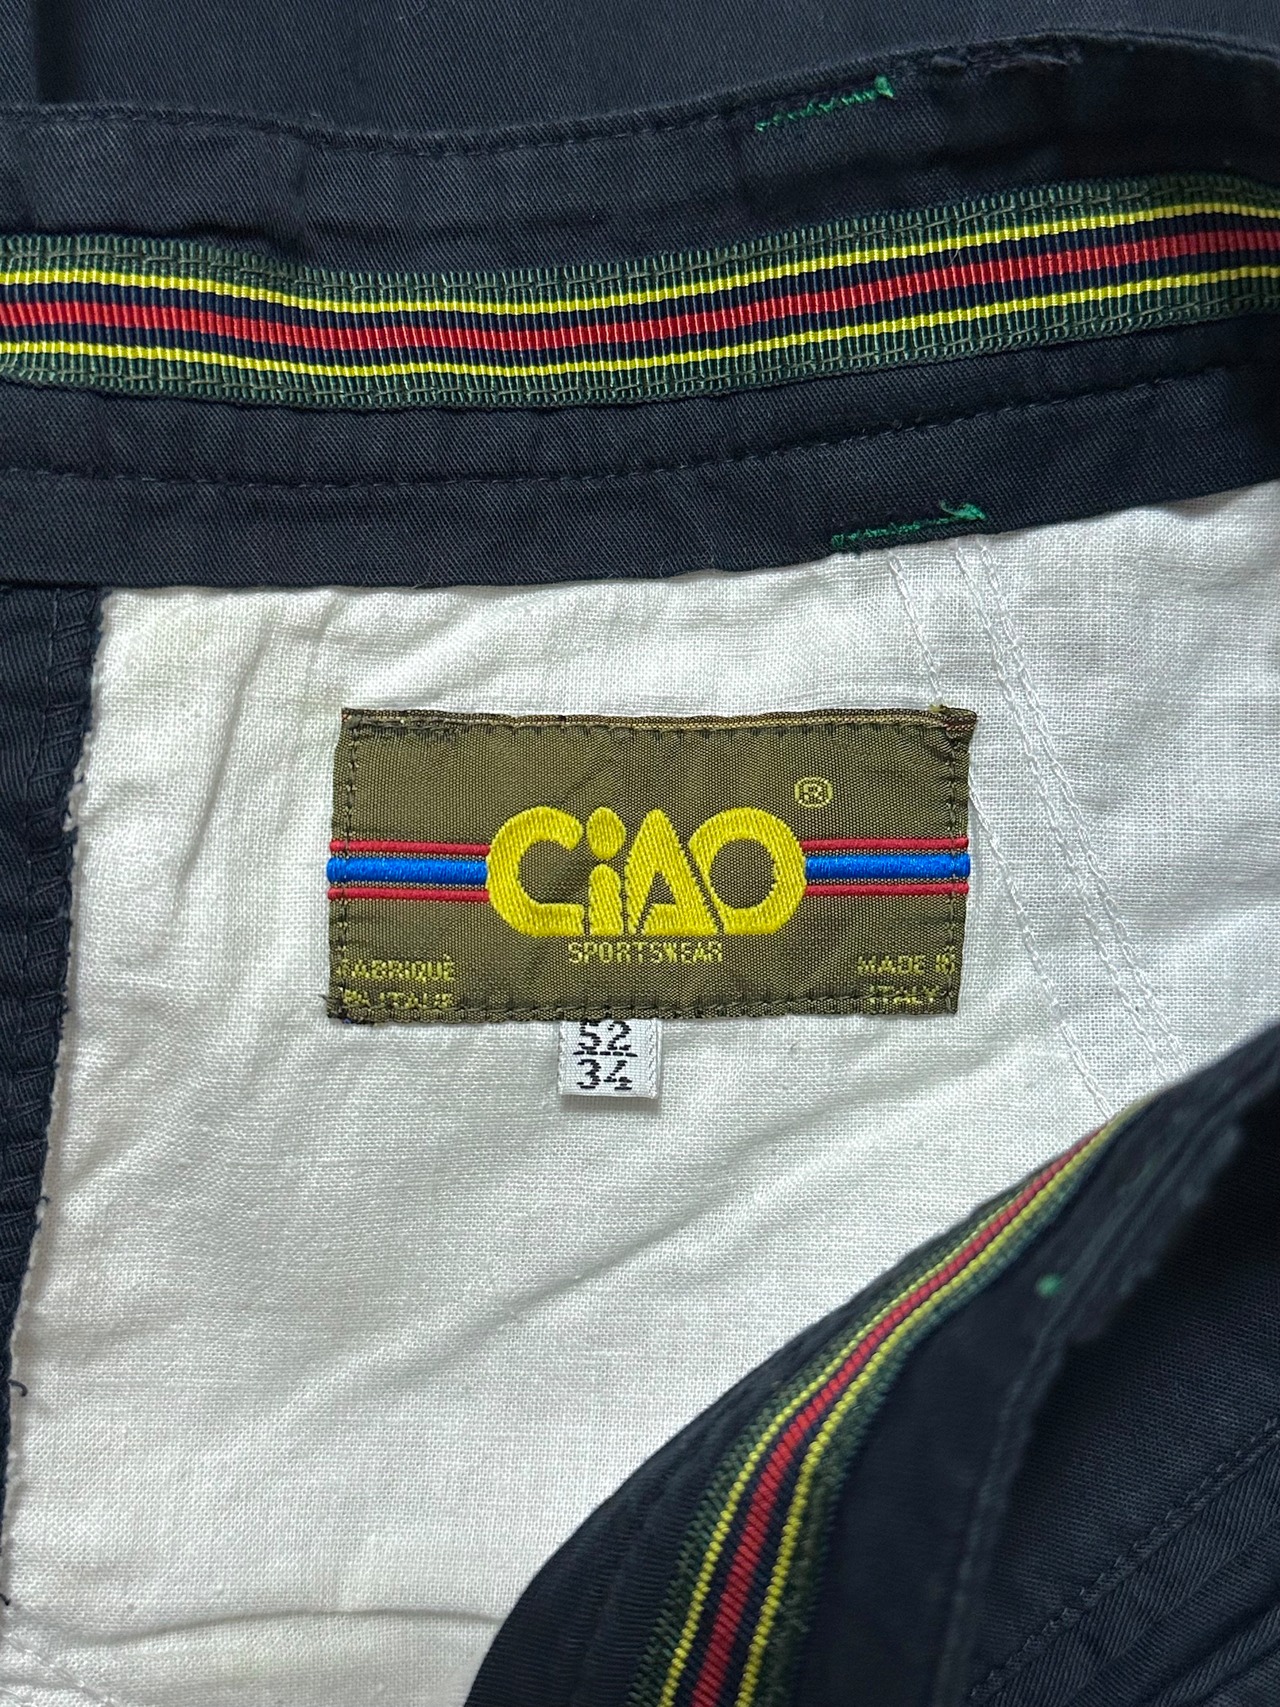 CiAO ®
SPORTSWEAR
FABRIQUÉ
EN ITALIE
MADE IN
ITALY
52
34